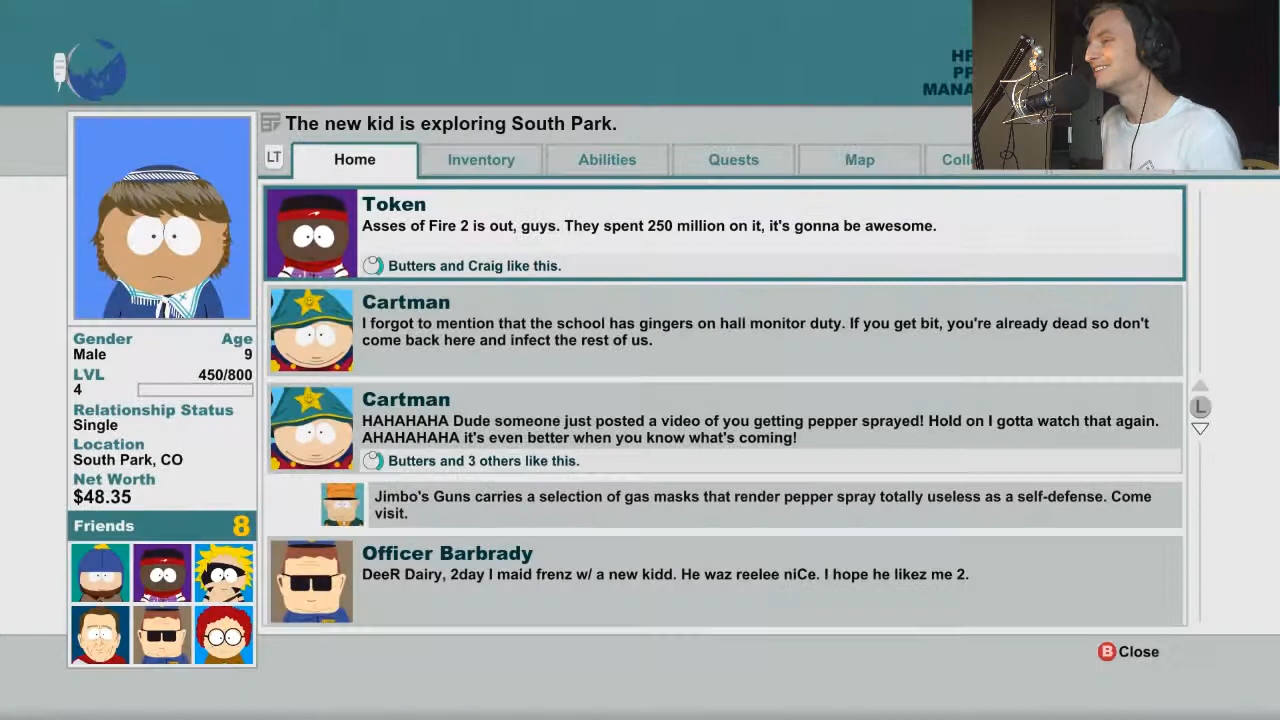 HP
PP
MANA
The new kid is exploring South Park.
LT
Home
Inventory
Abilities
Quests
Map
Token
Asses of Fire 2 is out, guys. They spent 250 million on it, it's gonna be awesome.
Butters and Craig like this.
Cartman
I forgot to mention that the school has gingers on hall monitor duty. If you get bit, you're already dead so don't
come back here and infect the rest of us.
Cartman
HAHAHAHA Dude someone just posted a video of you getting pepper sprayed! Hold on I gotta watch that again.
AHAHAHAHA it's even better when you know what's coming!
Butters and 3 others like this.
Jimbo's Guns carries a selection of gas masks that render pepper spray totally useless as a self-defense. Come
visit.
Officer Barbrady
DeeR Dairy, 2day I maid frenz w/ a new kidd. He waz reelee niCe. I hope he likez me 2.
Gender Age
Male 9
LVL 450/800
4
Relationship Status
Single
Location
South Park, CO
Net Worth
$48.35
Friends 8
L
B Close